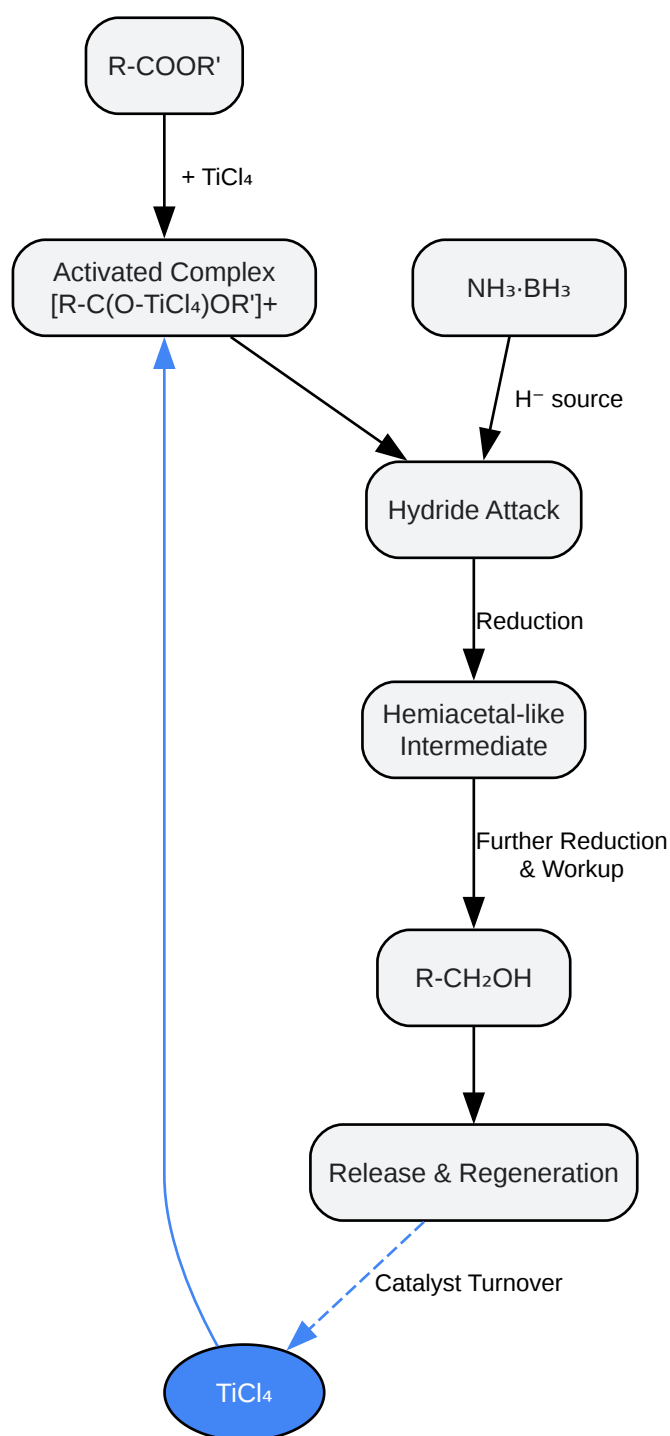 R-COOR'
+ TiCl₄
Activated Complex
[R-C(O-TiCl₄)OR']+
NH₃·BH₃
H⁻ source
Hydride Attack
Reduction
Hemiacetal-like
Intermediate
Further Reduction
& Workup
R-CH₂OH
Release & Regeneration
Catalyst Turnover
TiCl₄